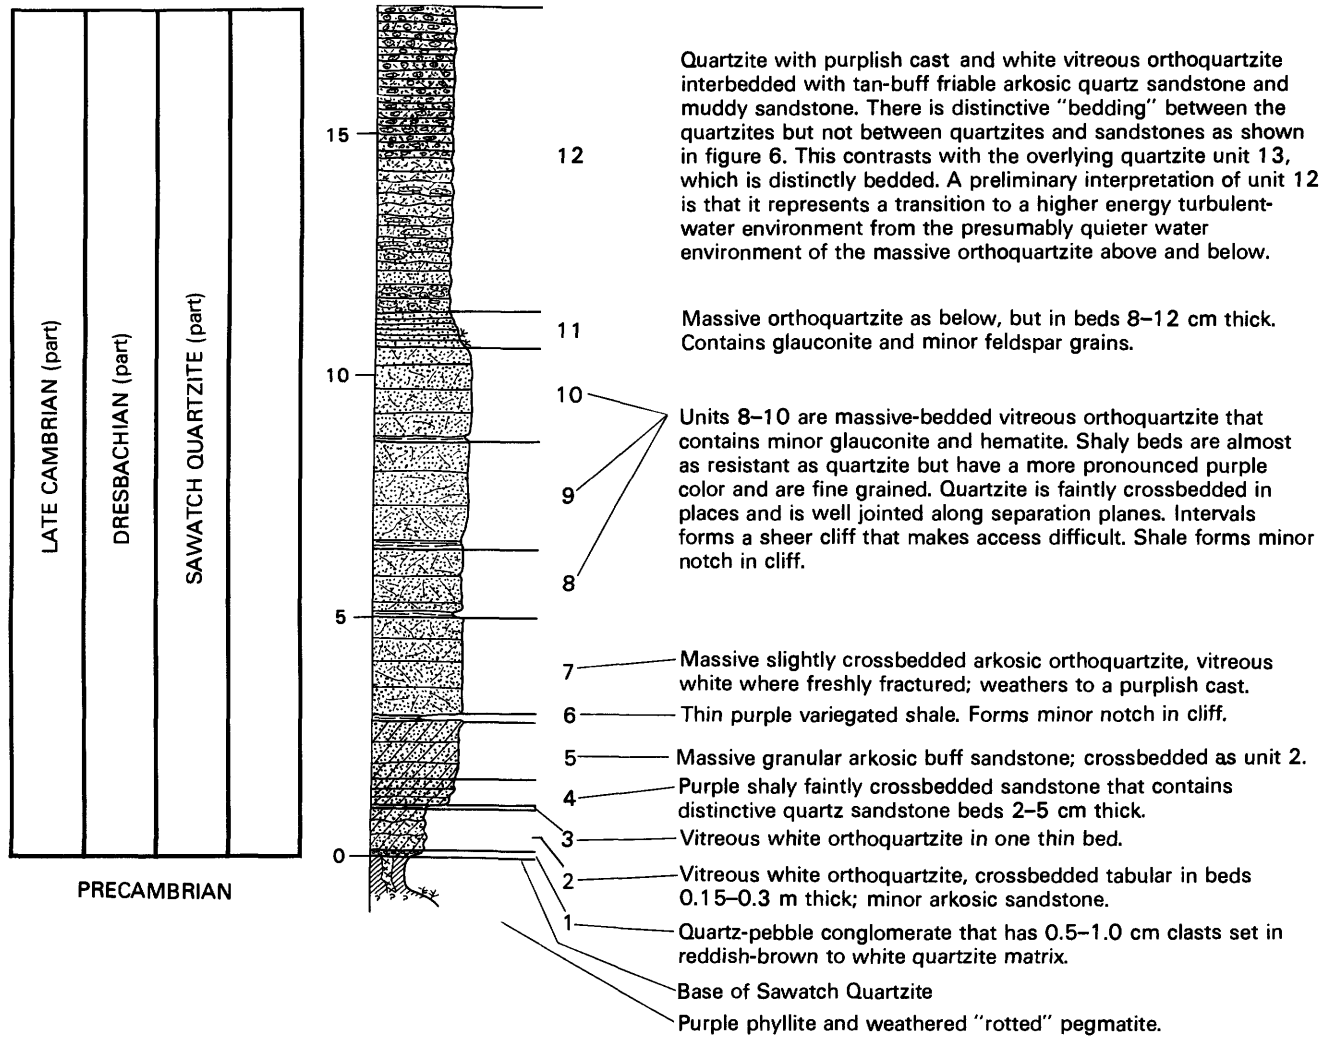 LATE CAMBRIAN (part)
DRESBACHIAN (part)
SAWATCH QUARTZITE (part)
PRECAMBRIAN
15
10
5
0
12
Quartzite with purplish cast and white vitreous orthoquartzite
interbedded with tan-buff friable arkosic quartz sandstone and
muddy sandstone. There is distinctive "bedding" between the
quartzites but not between quartzites and sandstones as shown
in figure 6. This contrasts with the overlying quartzite unit 13,
which is distinctly bedded. A preliminary interpretation of unit 12
is that it represents a transition to a higher energy turbulent-
water environment from the presumably quieter water
environment of the massive orthoquartzite above and below.
11
Massive orthoquartzite as below, but in beds 8–12 cm thick.
Contains glauconite and minor feldspar grains.
10
9
8
Units 8–10 are massive-bedded vitreous orthoquartzite that
contains minor glauconite and hematite. Shaly beds are almost
as resistant as quartzite but have a more pronounced purple
color and are fine grained. Quartzite is faintly crossbedded in
places and is well jointed along separation planes. Intervals
forms a sheer cliff that makes access difficult. Shale forms minor
notch in cliff.
7
Massive slightly crossbedded arkosic orthoquartzite, vitreous
white where freshly fractured; weathers to a purplish cast.
6
Thin purple variegated shale. Forms minor notch in cliff.
5
Massive granular arkosic buff sandstone; crossbedded as unit 2.
4
Purple shaly faintly crossbedded sandstone that contains
distinctive quartz sandstone beds 2–5 cm thick.
3
Vitreous white orthoquartzite in one thin bed.
2
Vitreous white orthoquartzite, crossbedded tabular in beds
0.15–0.3 m thick; minor arkosic sandstone.
1
Quartz-pebble conglomerate that has 0.5–1.0 cm clasts set in
reddish-brown to white quartzite matrix.
Base of Sawatch Quartzite
Purple phyllite and weathered "rotted" pegmatite.